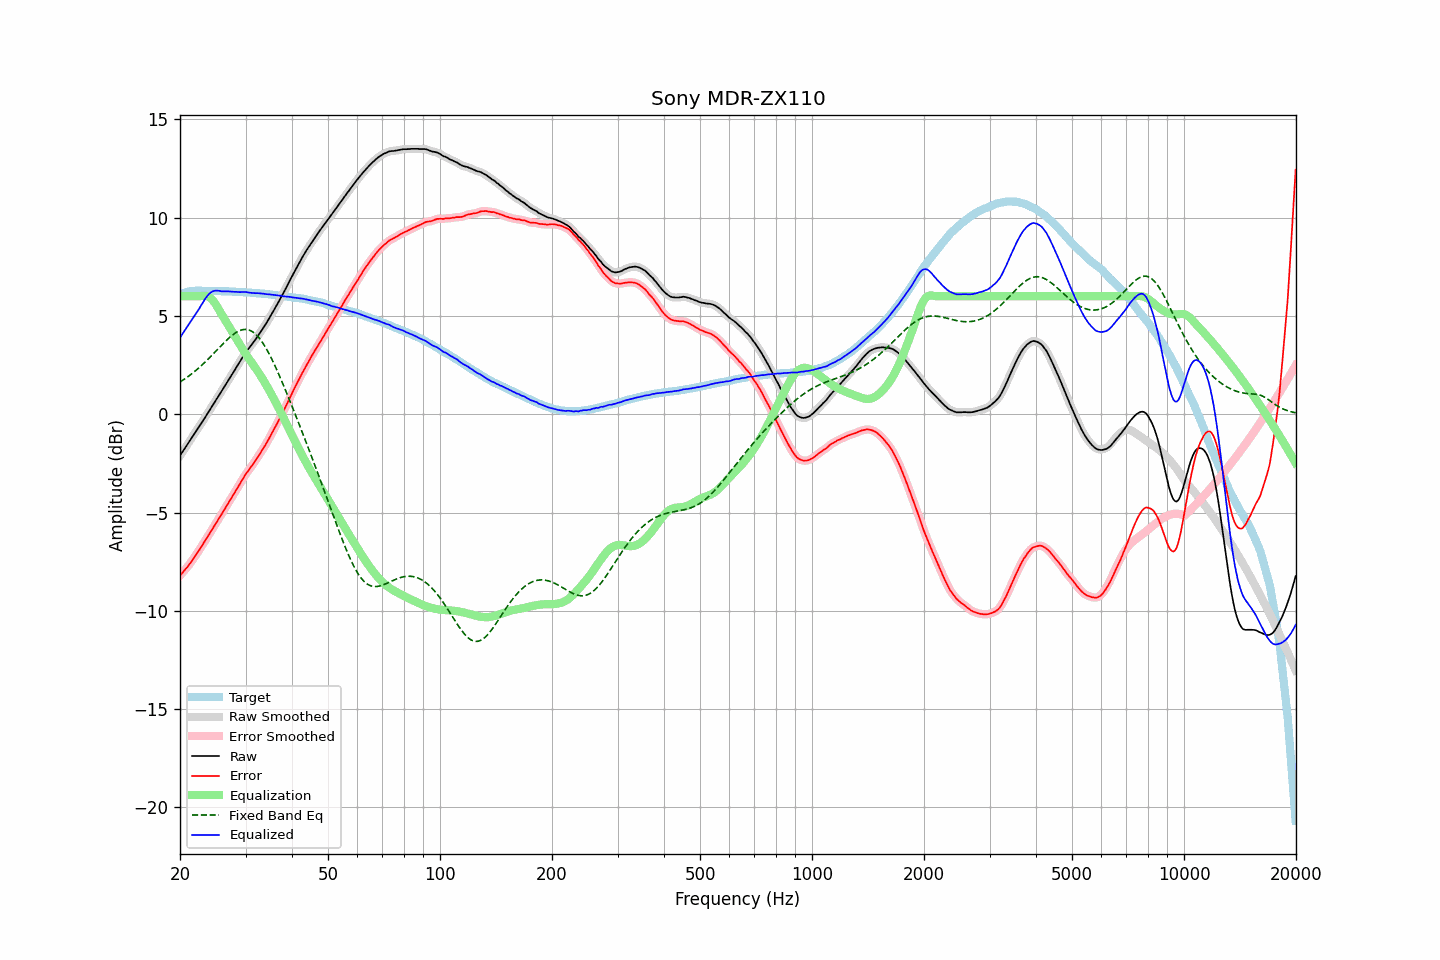 Sony MDR-ZX110
Amplitude (dBr)
15
10
5
0
−5
−10
−15
−20
Target
Raw Smoothed
Error Smoothed
Raw
Error
Equalization
Fixed Band Eq
Equalized
20 50 100 200 500 1000 2000 5000 10000 20000
Frequency (Hz)